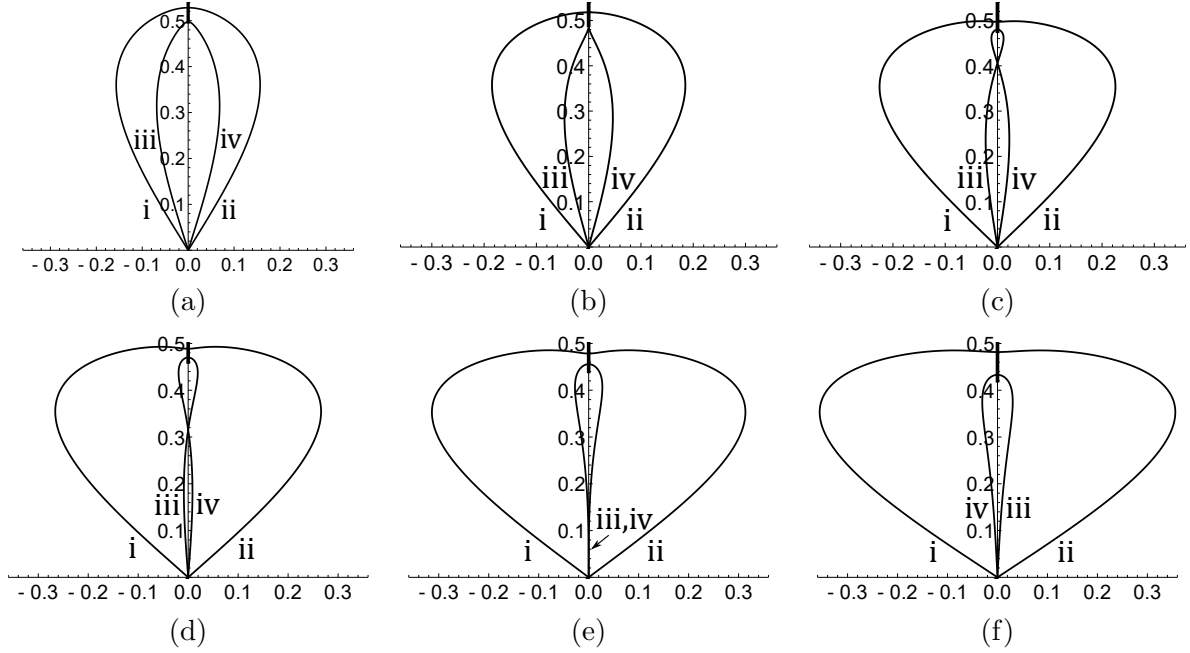 0.5 0.5 0.5
0.4 0.4 0.4
0.3 0.3 0.3
iii 0.2 iv iii 0.2 iv iii 0.2 iv
i 0.1 ii i 0.1 ii i 0.1 ii
- 0.3 - 0.2 - 0.1 0.0 0.1 0.2 0.3 - 0.3 - 0.2 - 0.1 0.0 0.1 0.2 0.3 - 0.3 - 0.2 - 0.1 0.0 0.1 0.2 0.3
(a) (b) (c)
0.5 0.5 0.5
0.4 0.4 0.4
0.3 0.3 0.3
0.2 0.2 0.2
iii iv iii,iv iv iii
0.1 0.1 0.1
i ii i ii i ii
- 0.3 - 0.2 - 0.1 0.0 0.1 0.2 0.3 - 0.3 - 0.2 - 0.1 0.0 0.1 0.2 0.3 - 0.3 - 0.2 - 0.1 0.0 0.1 0.2 0.3
(d) (e) (f)